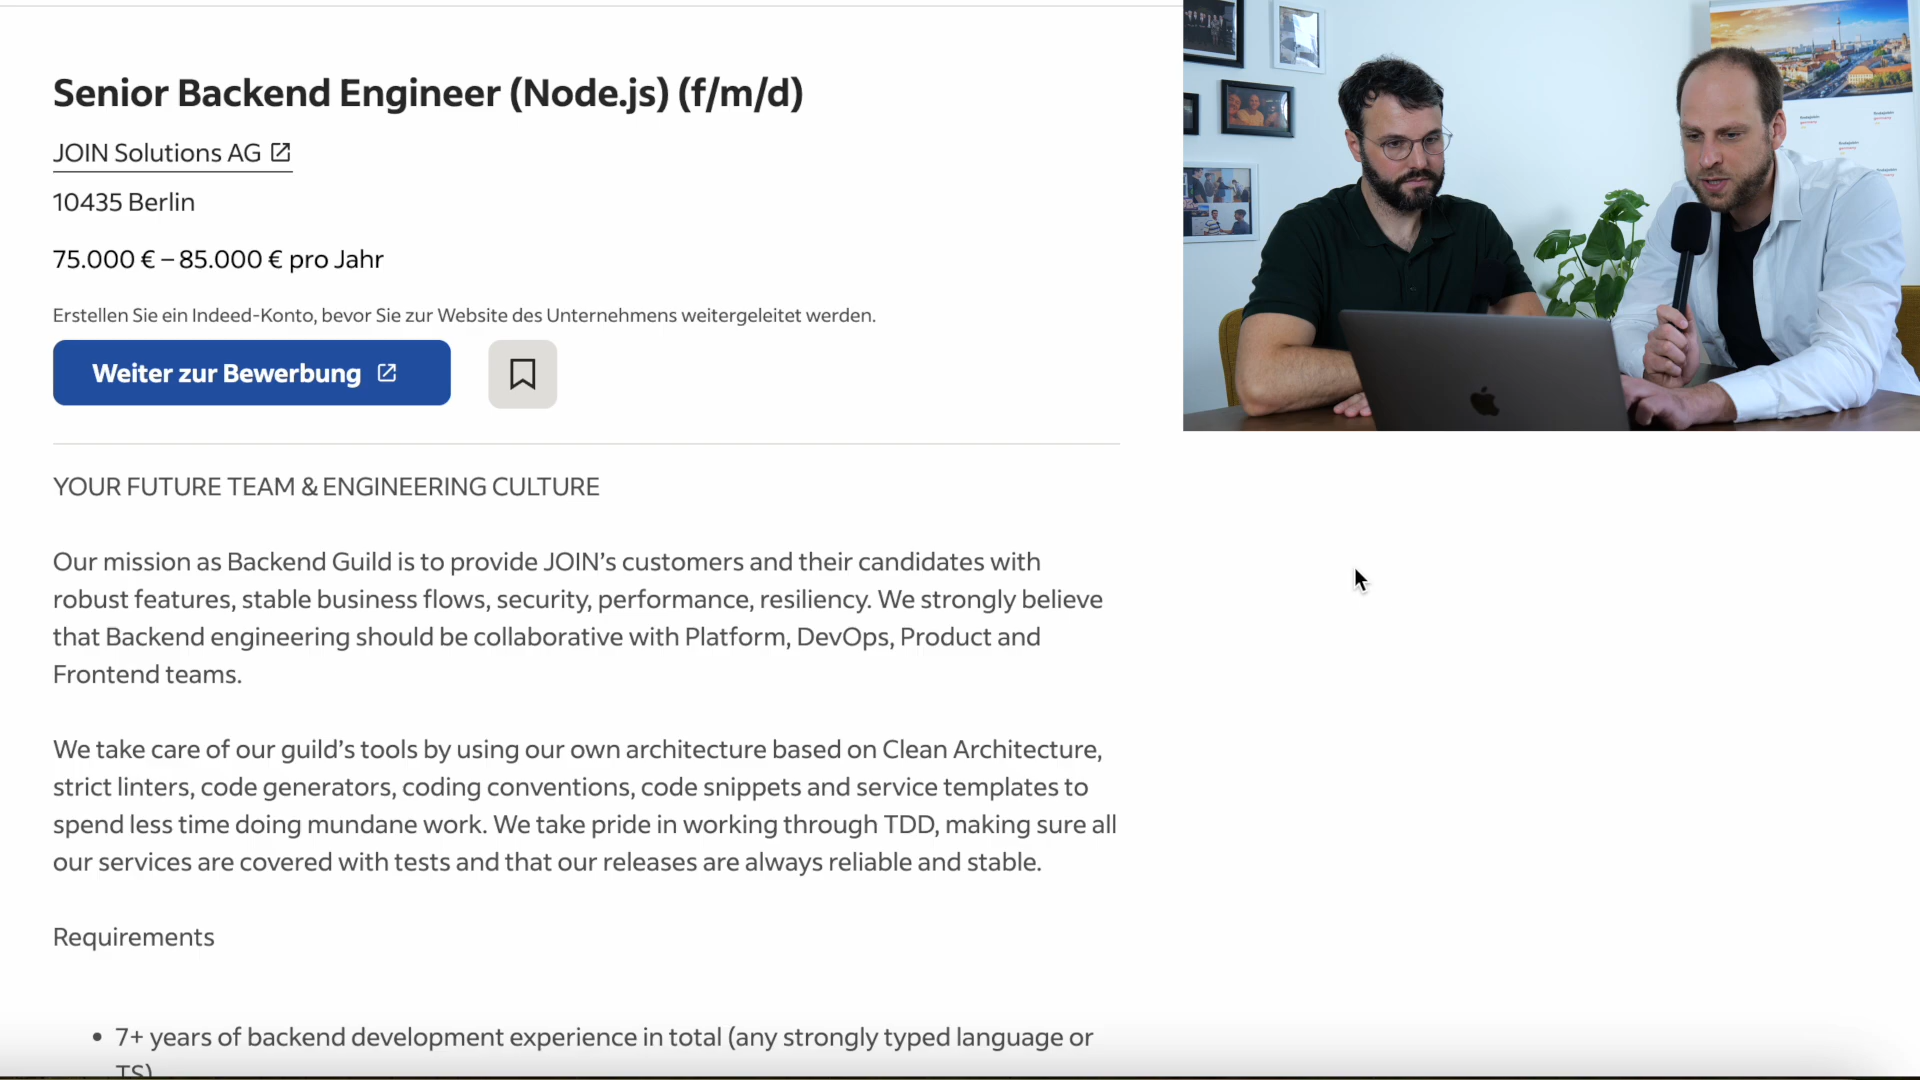 Senior Backend Engineer (Node.js) (f/m/d)
JOIN Solutions AG
10435 Berlin
75.000 € – 85.000 € pro Jahr
Erstellen Sie ein Indeed-Konto, bevor Sie zur Website des Unternehmens weitergeleitet werden.
Weiter zur Bewerbung
YOUR FUTURE TEAM & ENGINEERING CULTURE
Our mission as Backend Guild is to provide JOIN’s customers and their candidates with
robust features, stable business flows, security, performance, resiliency. We strongly believe
that Backend engineering should be collaborative with Platform, DevOps, Product and
Frontend teams.
We take care of our guild’s tools by using our own architecture based on Clean Architecture,
strict linters, code generators, coding conventions, code snippets and service templates to
spend less time doing mundane work. We take pride in working through TDD, making sure all
our services are covered with tests and that our releases are always reliable and stable.
Requirements
• 7+ years of backend development experience in total (any strongly typed language or
TS)